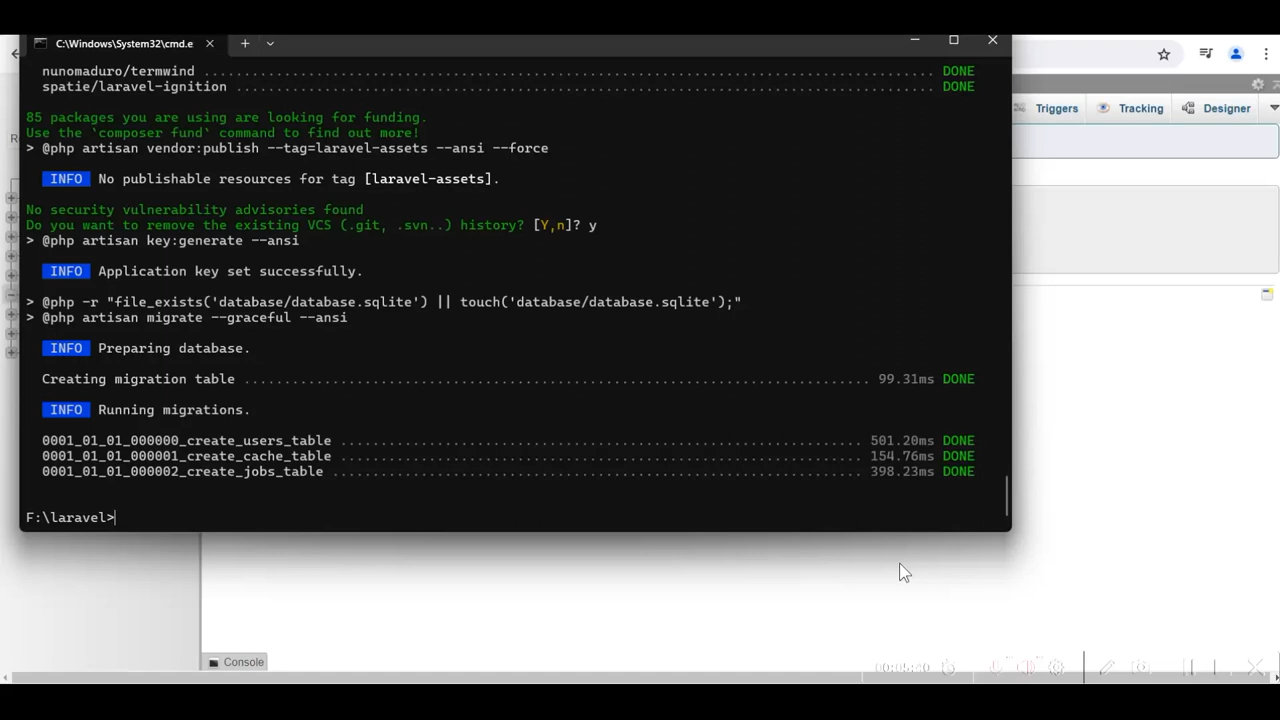 C:\Windows\System32\cmd.e
nunomaduro/termwind ........................................................................................ DONE
spatie/laravel-ignition .................................................................................... DONE
85 packages you are using are looking for funding.
Use the `composer fund` command to find out more!
> @php artisan vendor:publish --tag=laravel-assets --ansi --force
INFO No publishable resources for tag [laravel-assets].
No security vulnerability advisories found
Do you want to remove the existing VCS (.git, .svn..) history? [Y,n]? y
> @php artisan key:generate --ansi
INFO Application key set successfully.
> @php -r "file_exists('database/database.sqlite') || touch('database/database.sqlite');"
> @php artisan migrate --graceful --ansi
INFO Preparing database.
Creating migration table .............................................................................. 99.31ms DONE
INFO Running migrations.
0001_01_01_000000_create_users_table ................................................................. 501.20ms DONE
0001_01_01_000001_create_cache_table ................................................................. 154.76ms DONE
0001_01_01_000002_create_jobs_table .................................................................. 398.23ms DONE
F:\laravel>
Triggers Tracking Designer
Console
00:05:40